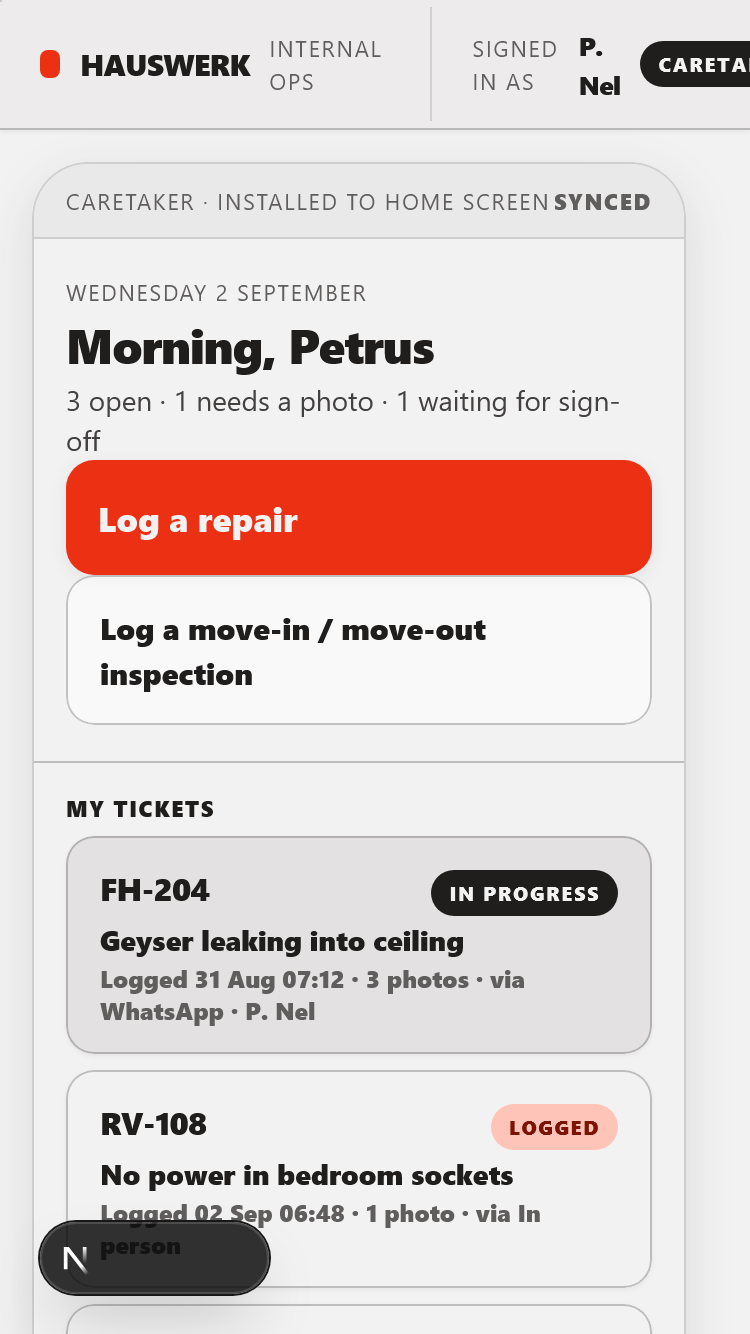 HAUSWERK
INTERNAL
OPS
SIGNED
IN AS
P.
Nel
CARETA
CARETAKER · INSTALLED TO HOME SCREEN SYNCED
WEDNESDAY 2 SEPTEMBER
Morning, Petrus
3 open · 1 needs a photo · 1 waiting for sign-
off
Log a repair
Log a move-in / move-out
inspection
MY TICKETS
FH-204 IN PROGRESS
Geyser leaking into ceiling
Logged 31 Aug 07:12 · 3 photos · via
WhatsApp · P. Nel
RV-108 LOGGED
No power in bedroom sockets
Logged 02 Sep 06:48 · 1 photo · via In
person
N